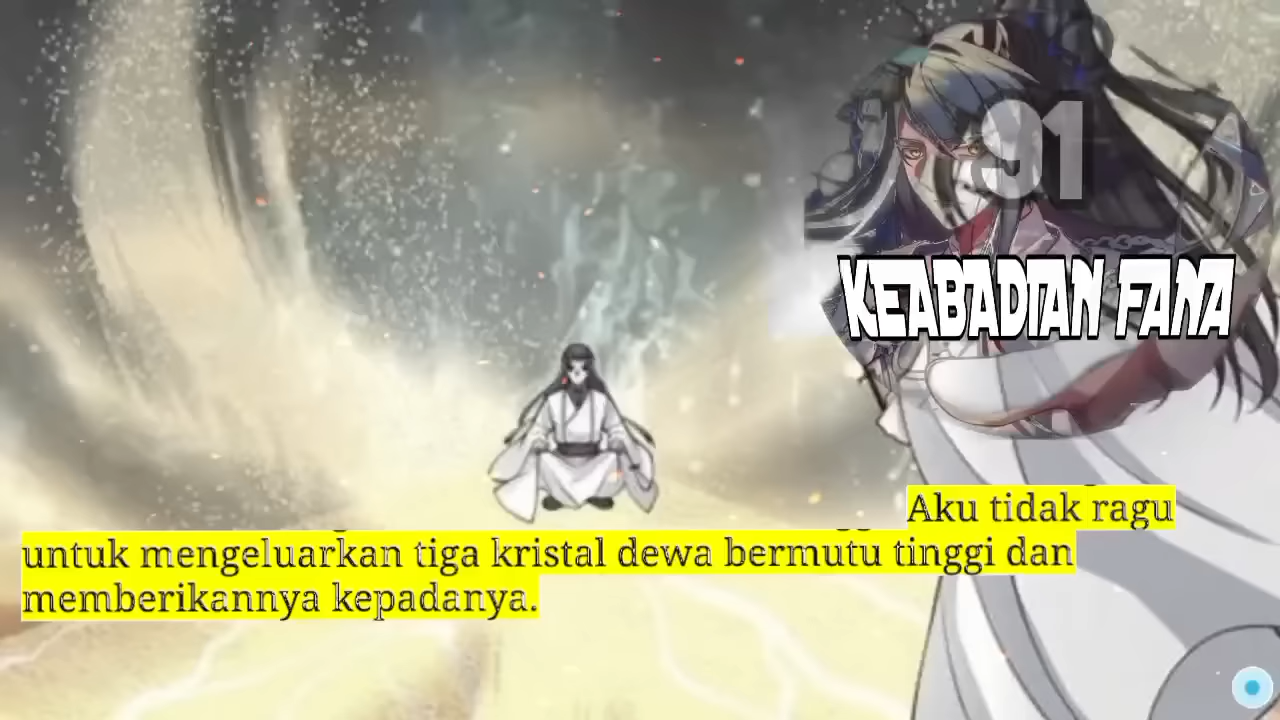 91
KEABADIAN FANA
Aku tidak ragu
untuk mengeluarkan tiga kristal dewa bermutu tinggi dan
memberikannya kepadanya.